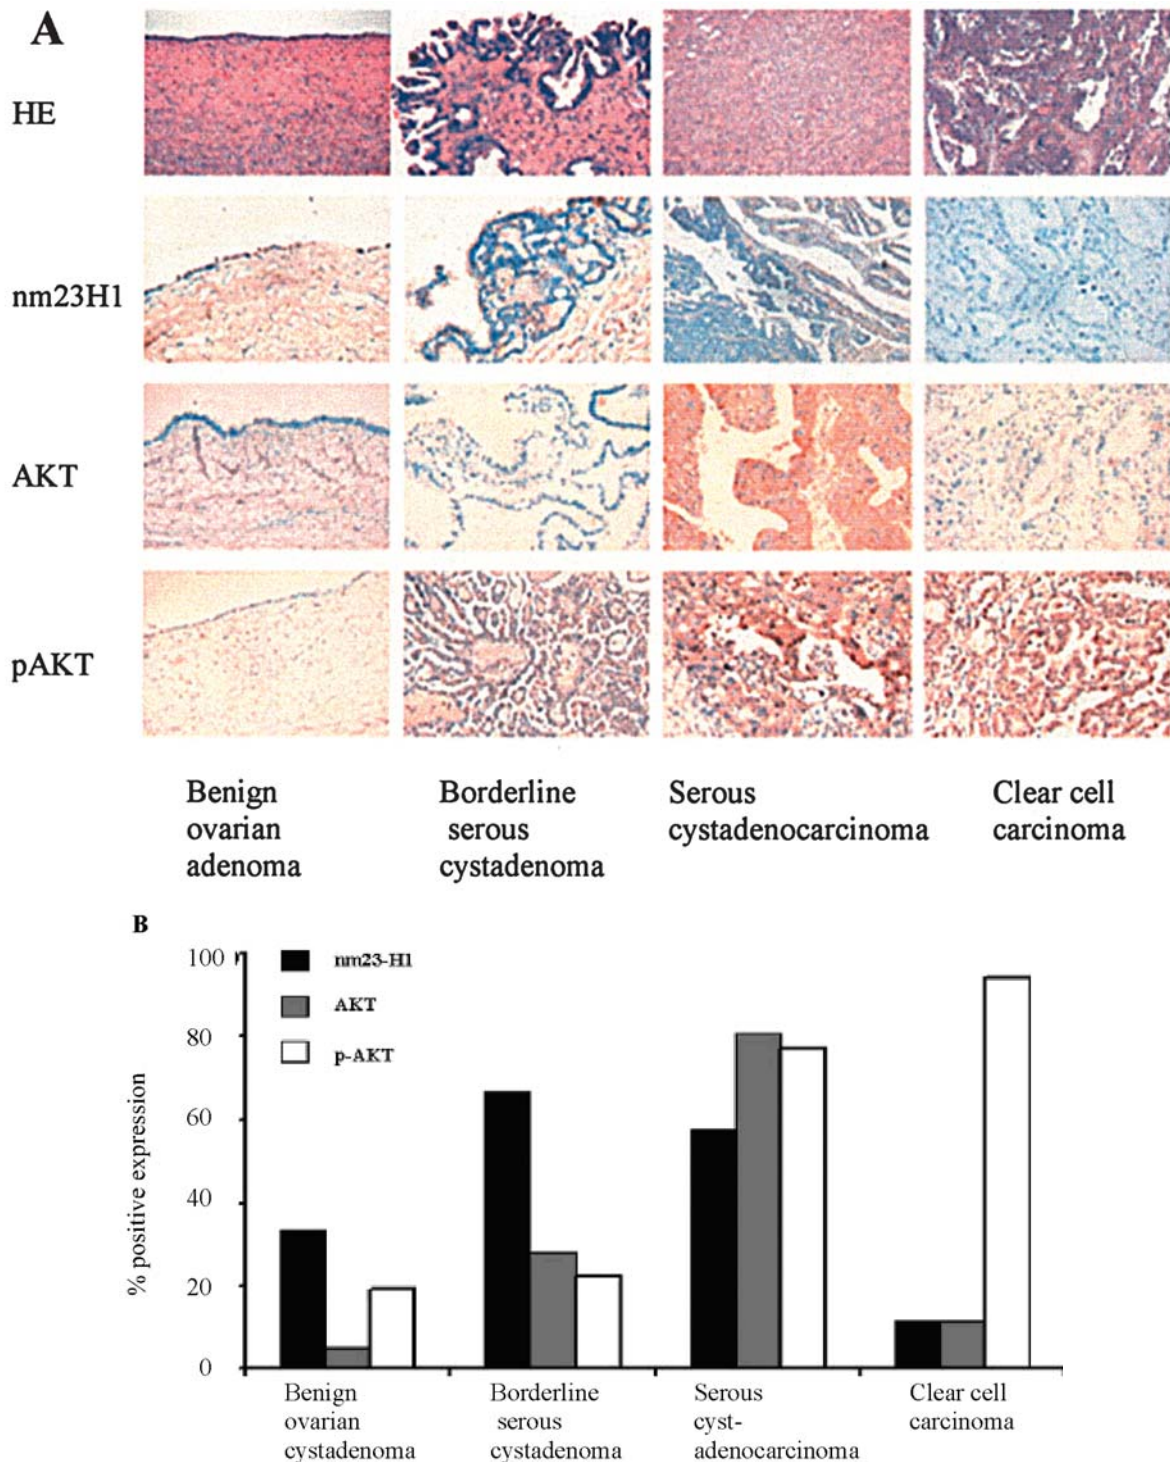 A
HE
nm23H1
AKT
pAKT
Benign
ovarian
adenoma
Borderline
serous
cystadenoma
Serous
cystadenocarcinoma
Clear cell
carcinoma
B
% positive expression
100
80
60
40
20
0
nm23-H1
AKT
p-AKT
Benign
ovarian
cystadenoma
Borderline
serous
cystadenoma
Serous
cyst-
adenocarcinoma
Clear cell
carcinoma